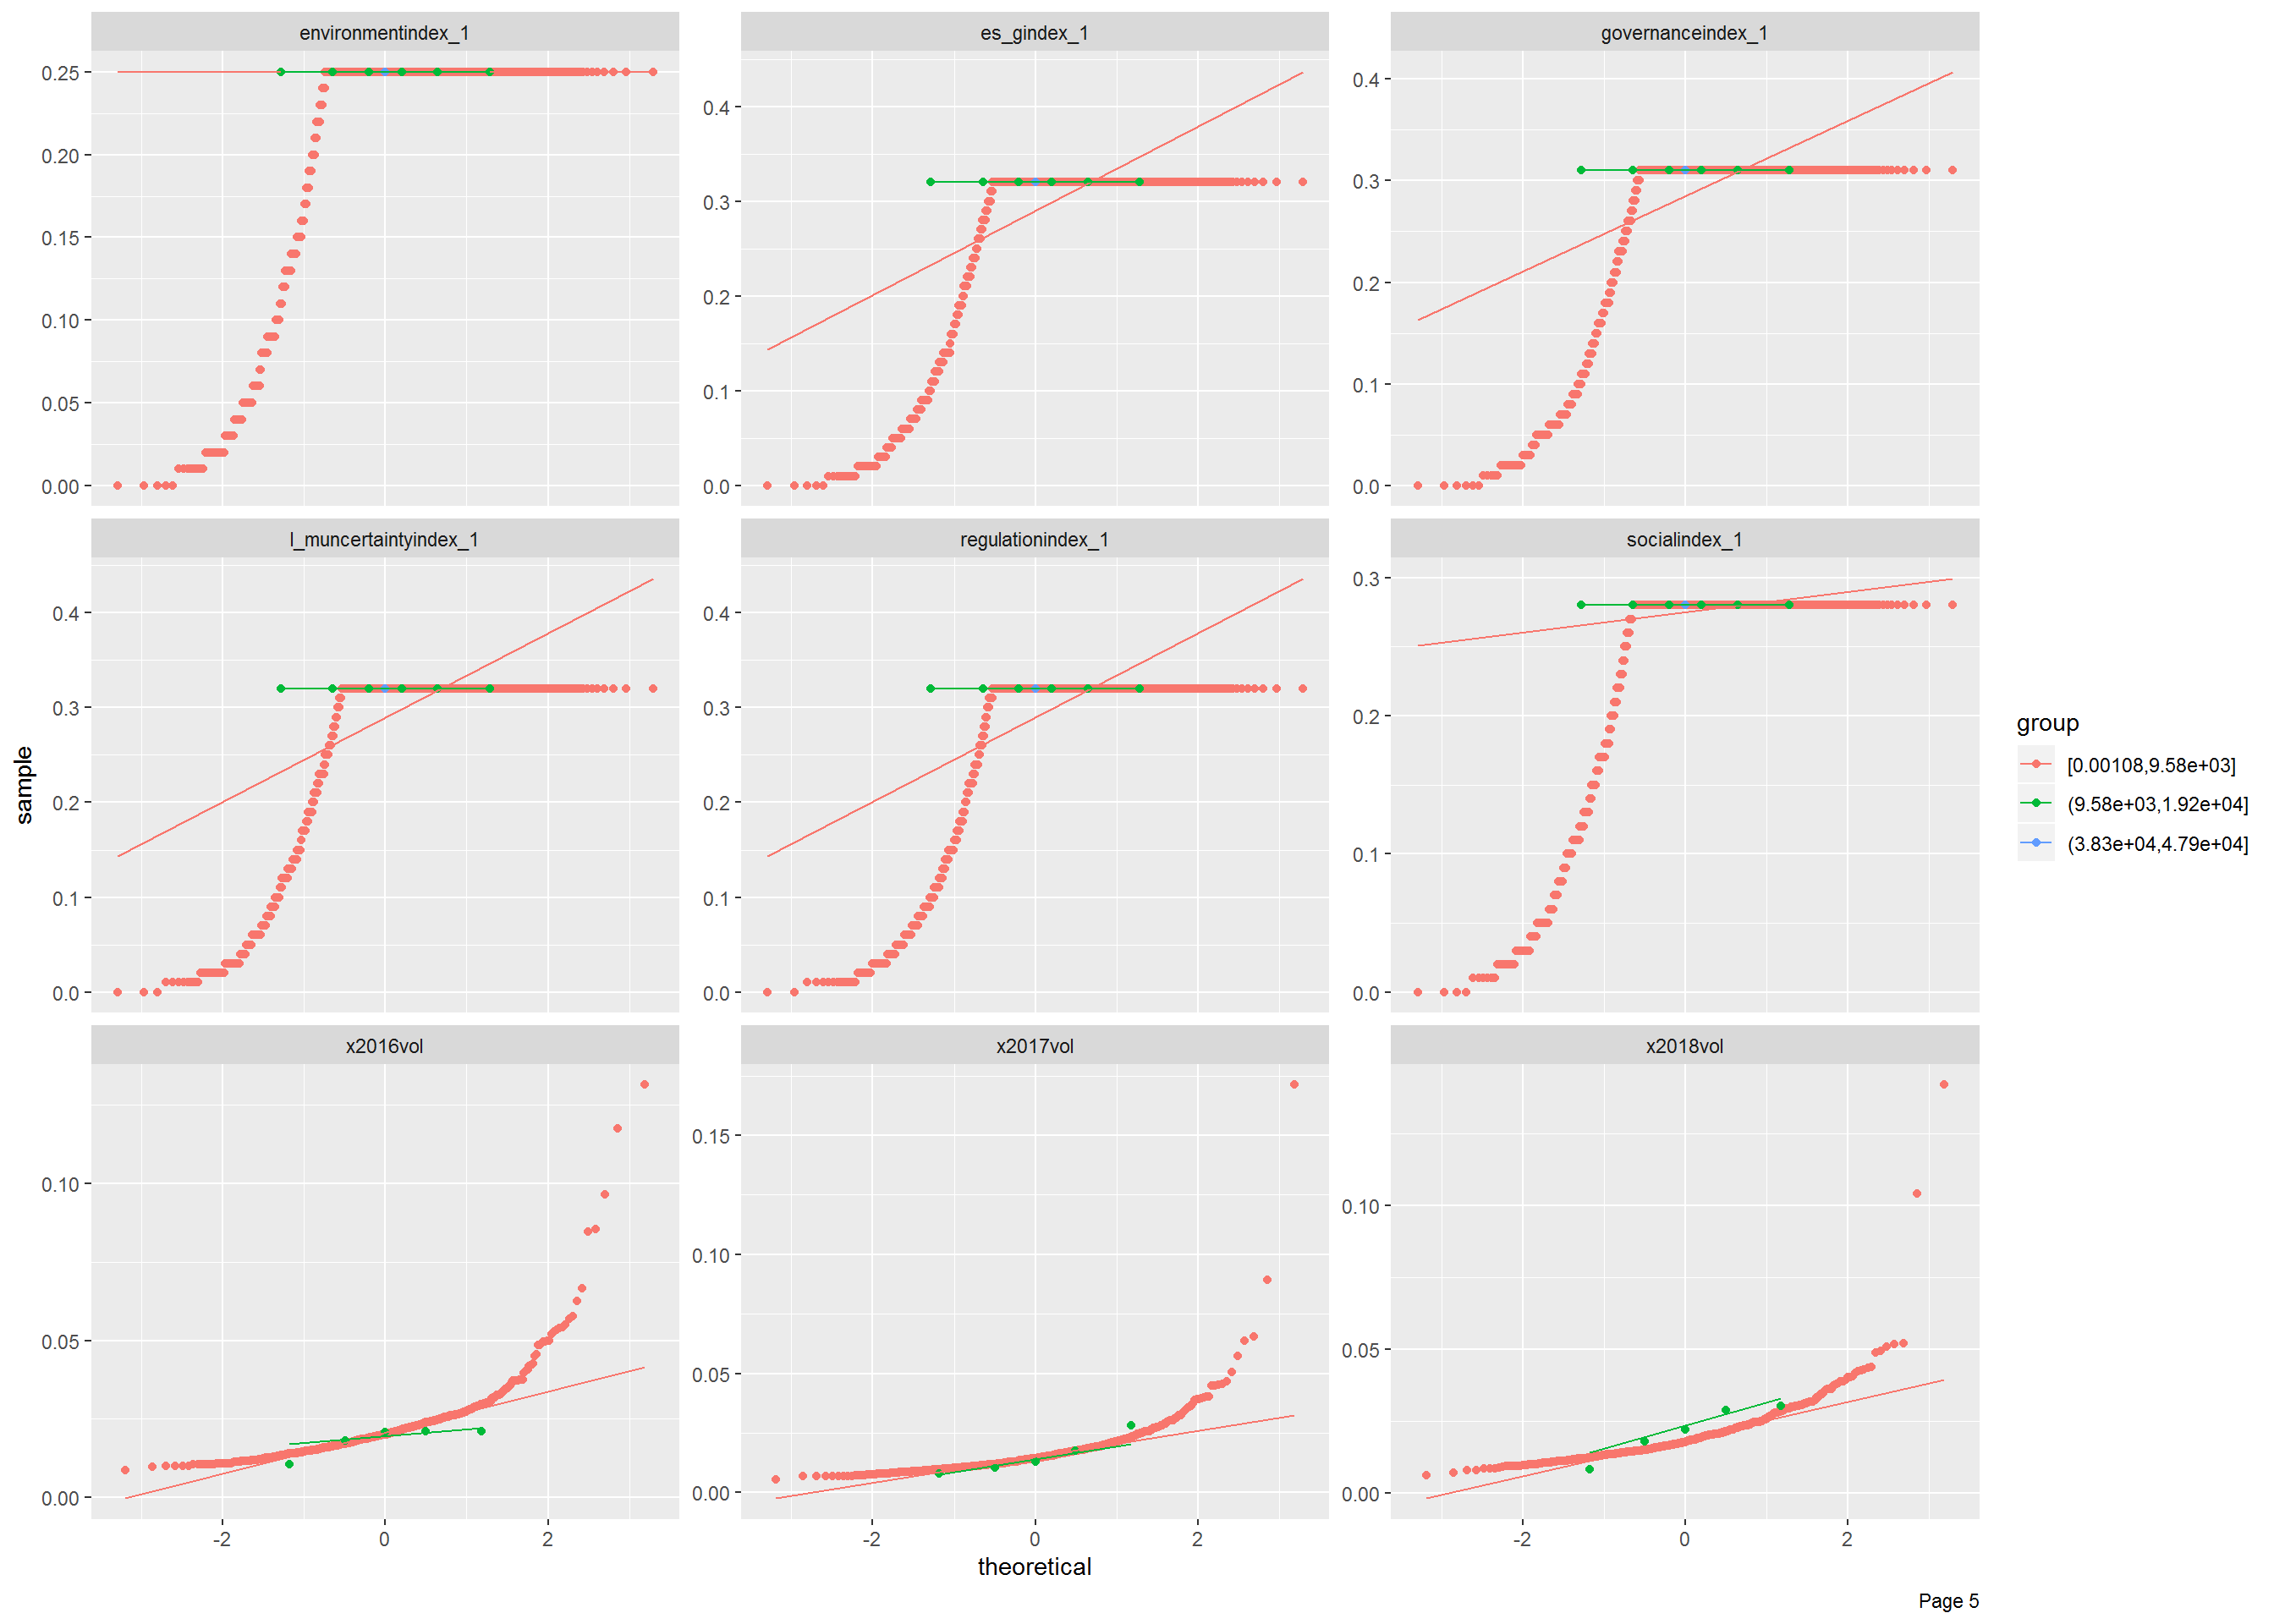 environmentindex_1
es_gindex_1
governanceindex_1
0.25
0.20
0.15
0.10
0.05
0.00
0.4
0.3
0.2
0.1
0.0
0.4
0.3
0.2
0.1
0.0
l_muncertaintyindex_1
regulationindex_1
socialindex_1
0.4
0.3
0.2
0.1
0.0
0.4
0.3
0.2
0.1
0.0
0.3
0.2
0.1
0.0
sample
x2016vol
x2017vol
x2018vol
0.10
0.05
0.00
0.15
0.10
0.05
0.00
0.10
0.05
0.00
-2 0 2
-2 0 2
-2 0 2
theoretical
group
[0.00108,9.58e+03]
(9.58e+03,1.92e+04]
(3.83e+04,4.79e+04]
Page 5